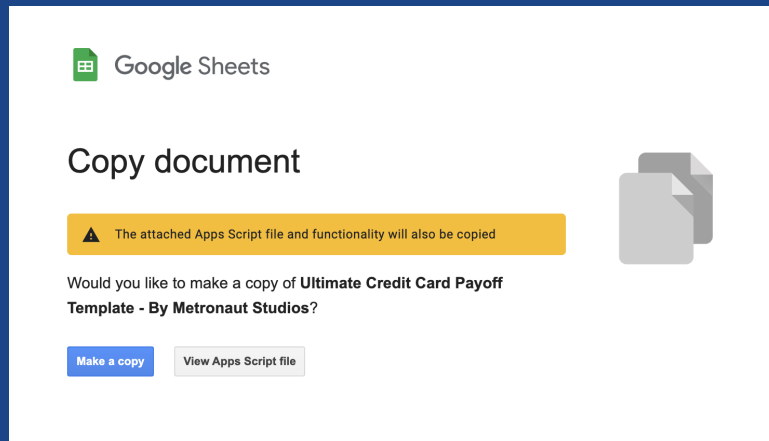 Google Sheets
Copy document
The attached Apps Script file and functionality will also be copied
Would you like to make a copy of Ultimate Credit Card Payoff
Template - By Metronaut Studios?
Make a copy
View Apps Script file